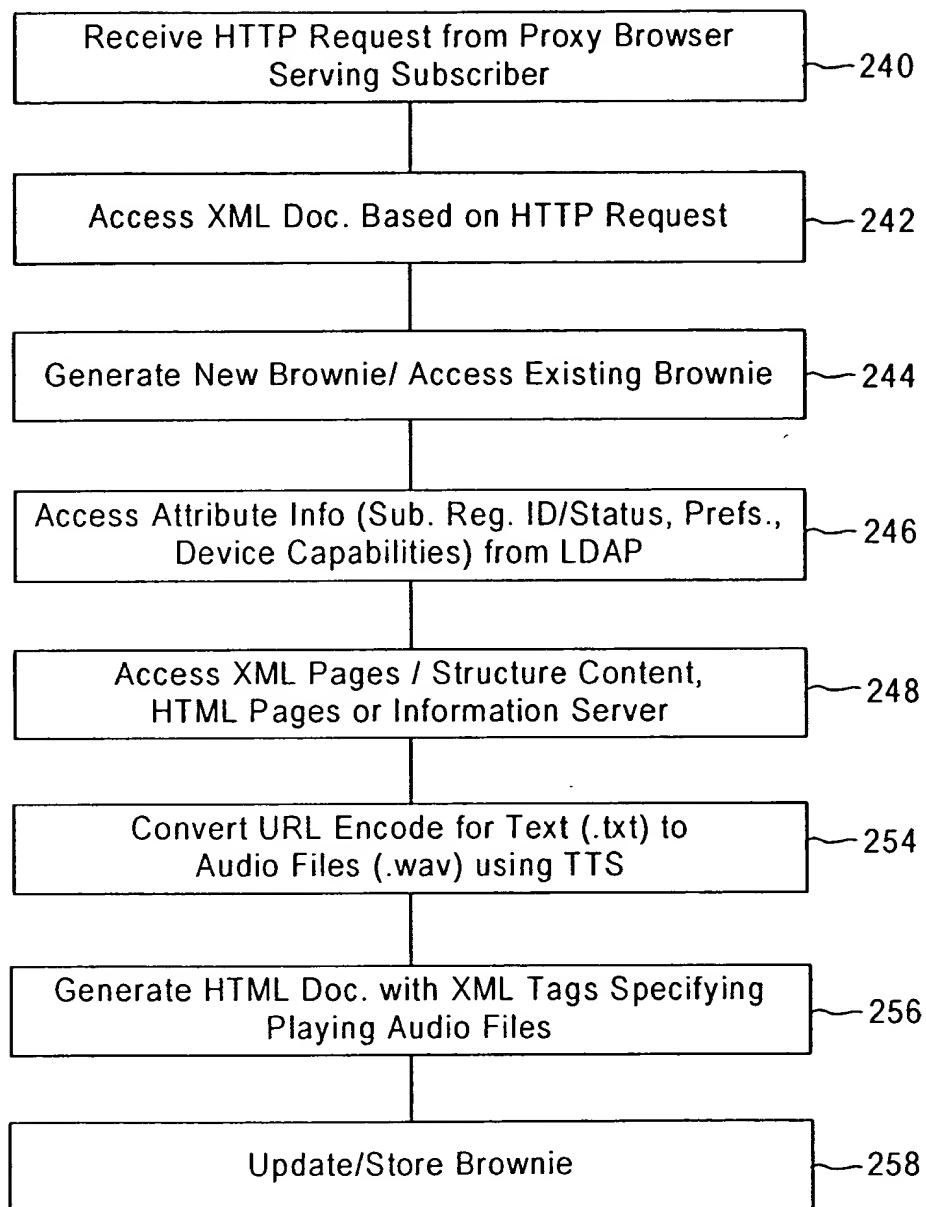 Receive HTTP Request from Proxy Browser
Serving Subscriber
240
Access XML Doc. Based on HTTP Request
242
Generate New Brownie/ Access Existing Brownie
244
Access Attribute Info (Sub. Reg. ID/Status, Prefs.,
Device Capabilities) from LDAP
246
Access XML Pages / Structure Content,
HTML Pages or Information Server
248
Convert URL Encode for Text (.txt) to
Audio Files (.wav) using TTS
254
Generate HTML Doc. with XML Tags Specifying
Playing Audio Files
256
Update/Store Brownie
258